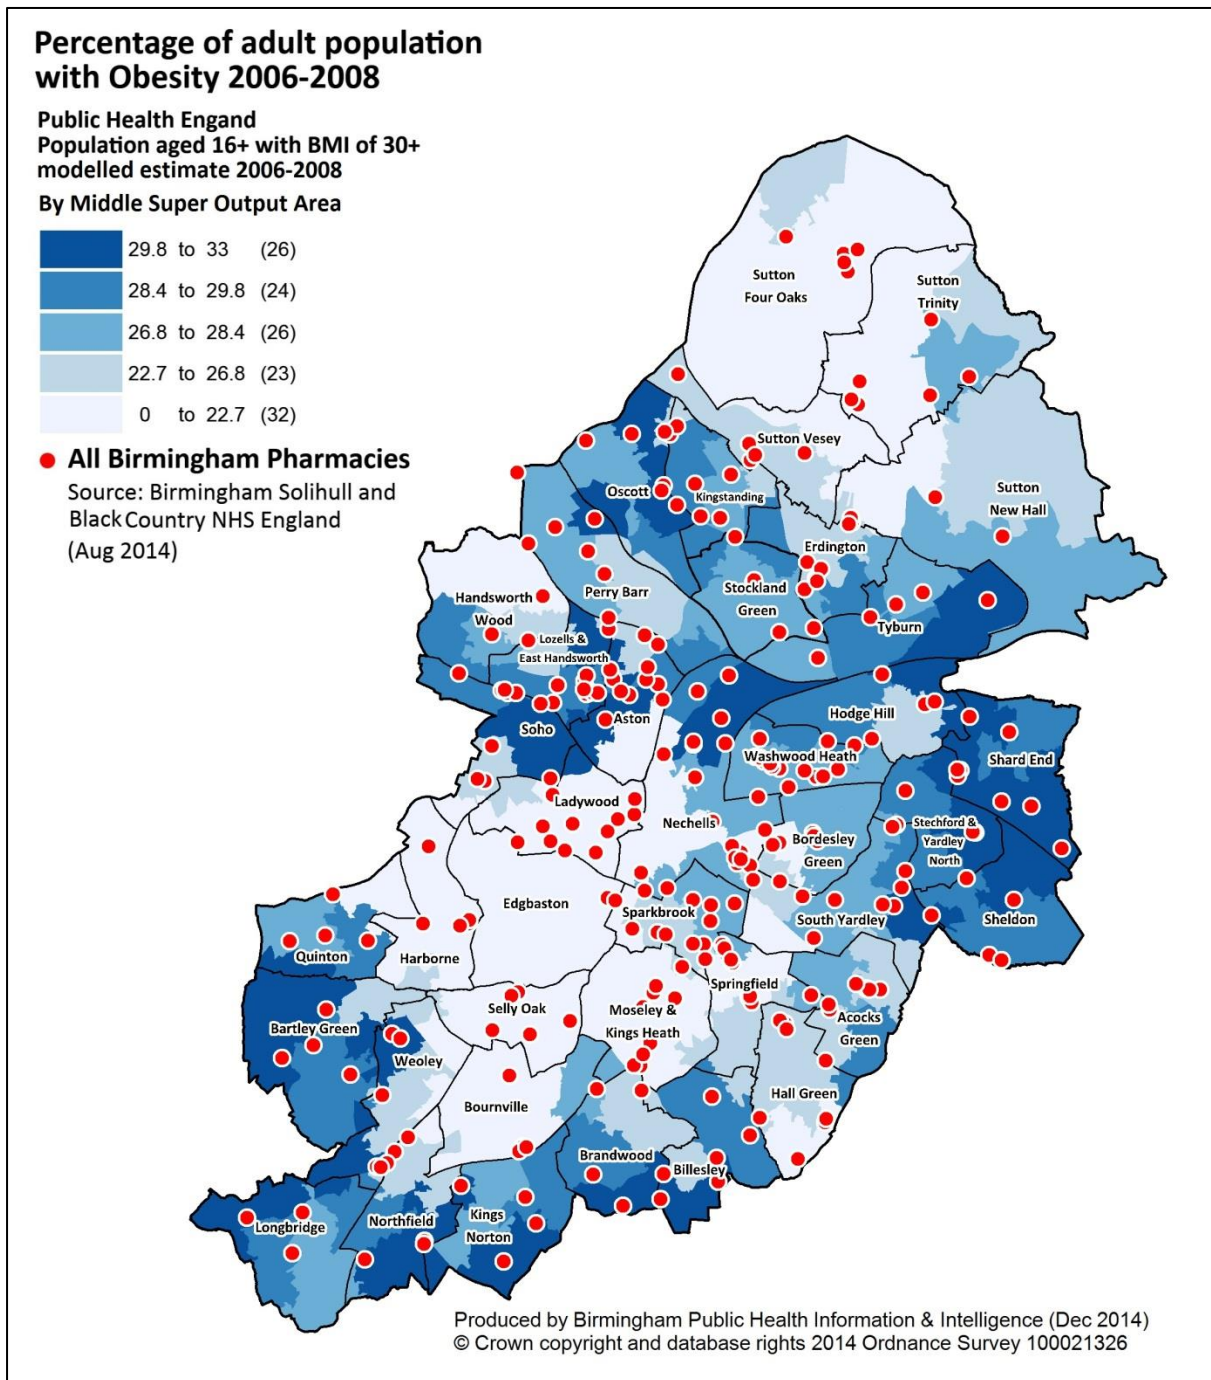 Percentage of adult population
with Obesity 2006-2008
Public Health Engand
Population aged 16+ with BMI of 30+
modelled estimate 2006-2008
By Middle Super Output Area
29.8 to 33 (26)
28.4 to 29.8 (24)
26.8 to 28.4 (26)
22.7 to 26.8 (23)
0 to 22.7 (32)
All Birmingham Pharmacies
Source: Birmingham Solihull and
Black Country NHS England
(Aug 2014)
Sutton
Four Oaks
Sutton
Trinity
Sutton Vesey
Sutton
New Hall
Oscott
Kingstanding
Erdington
Stockland
Green
Tyburn
Perry Barr
Handsworth
Wood
Lozells &
East Handsworth
Soho
Aston
Hodge Hill
Washwood Heath
Shard End
Ladywood
Nechells
Bordesley
Green
Stechford &
Yardley
North
Edgbaston
Sparkbrook
South Yardley
Sheldon
Quinton
Harborne
Springfield
Selly Oak
Moseley &
Kings Heath
Acocks
Green
Bartley Green
Weoley
Bournville
Hall Green
Brandwood
Billesley
Longbridge
Northfield
Kings
Norton
Produced by Birmingham Public Health Information & Intelligence (Dec 2014)
© Crown copyright and database rights 2014 Ordnance Survey 100021326